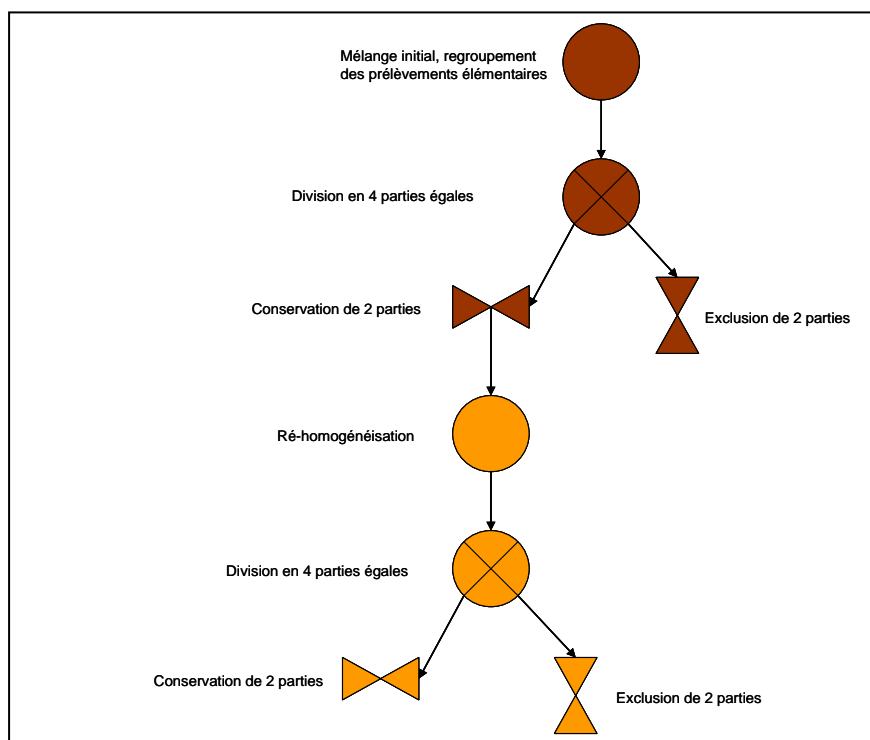 Mélange initial, regroupement
des prélèvements élémentaires
Division en 4 parties égales
Conservation de 2 parties
Exclusion de 2 parties
Ré-homogénéisation
Division en 4 parties égales
Conservation de 2 parties
Exclusion de 2 parties